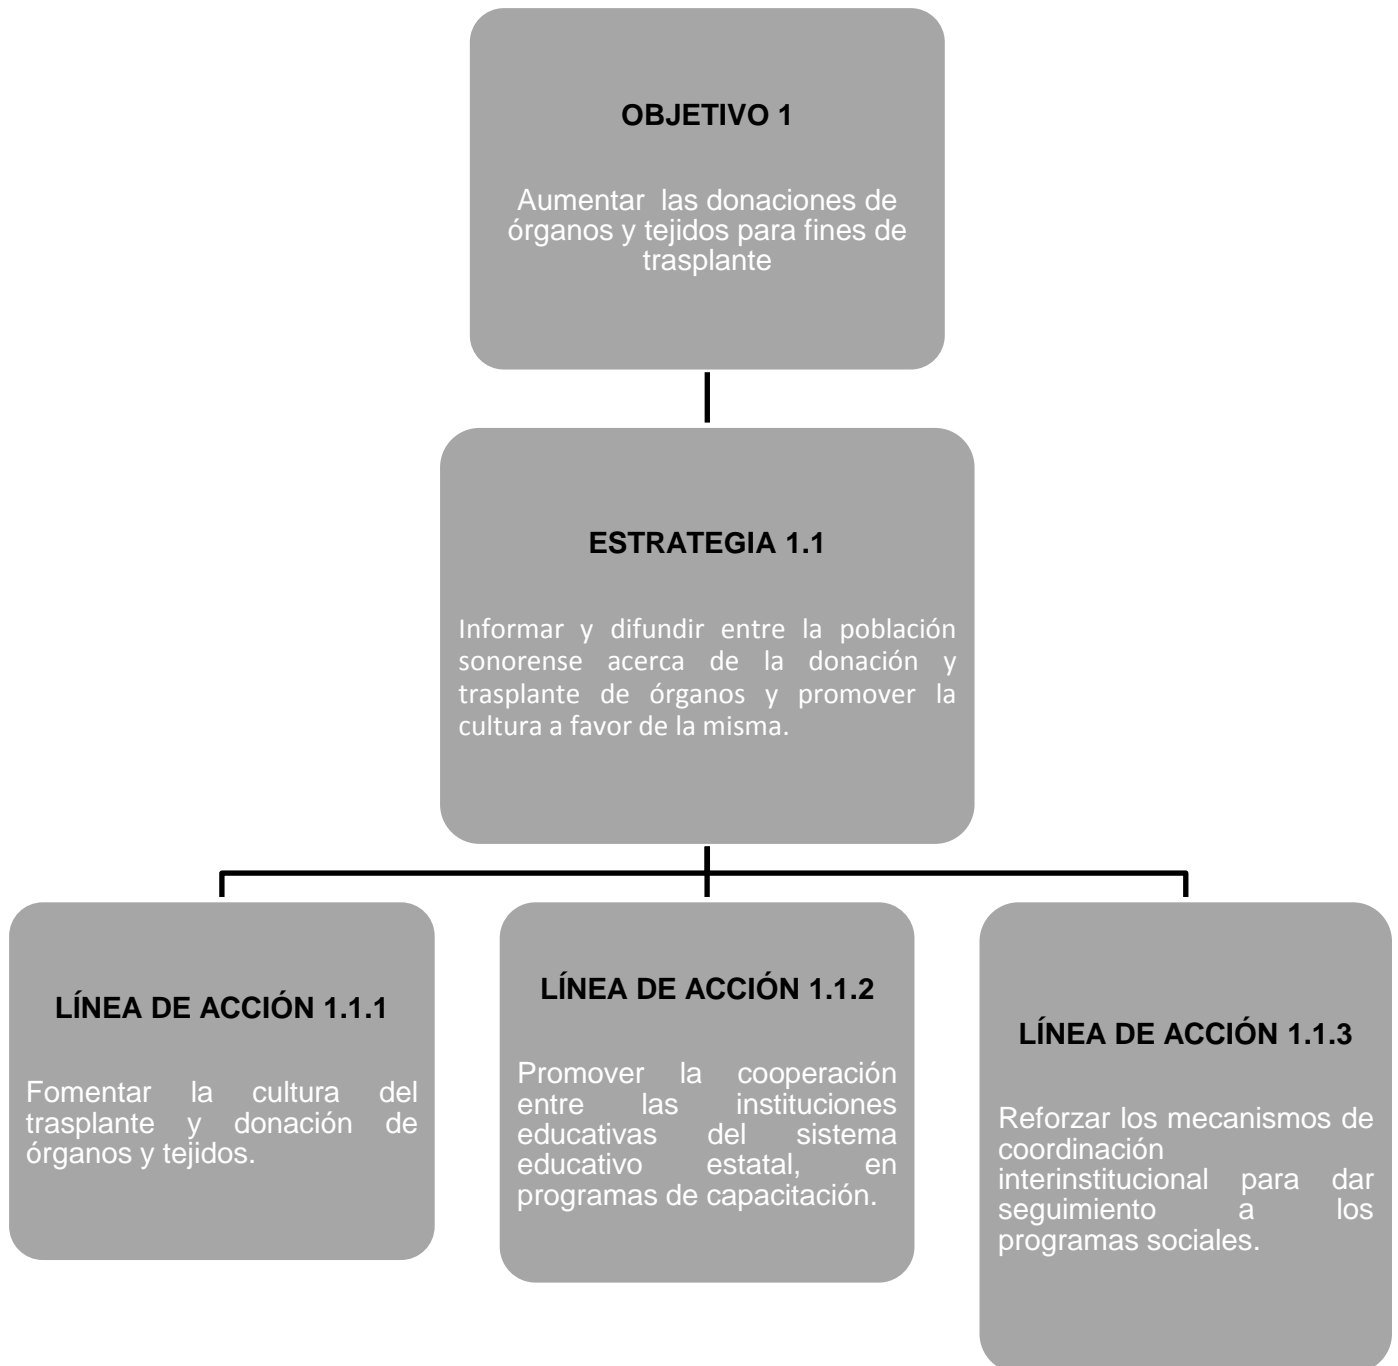 OBJETIVO 1
Aumentar las donaciones de
órganos y tejidos para fines de
trasplante
ESTRATEGIA 1.1
Informar y difundir entre la población
sonorense acerca de la donación y
trasplante de órganos y promover la
cultura a favor de la misma.
LÍNEA DE ACCIÓN 1.1.1
Fomentar la cultura del
trasplante y donación de
órganos y tejidos.
LÍNEA DE ACCIÓN 1.1.2
Promover la cooperación
entre las instituciones
educativas del sistema
educativo estatal, en
programas de capacitación.
LÍNEA DE ACCIÓN 1.1.3
Reforzar los mecanismos de
coordinación
interinstitucional para dar
seguimiento a los
programas sociales.